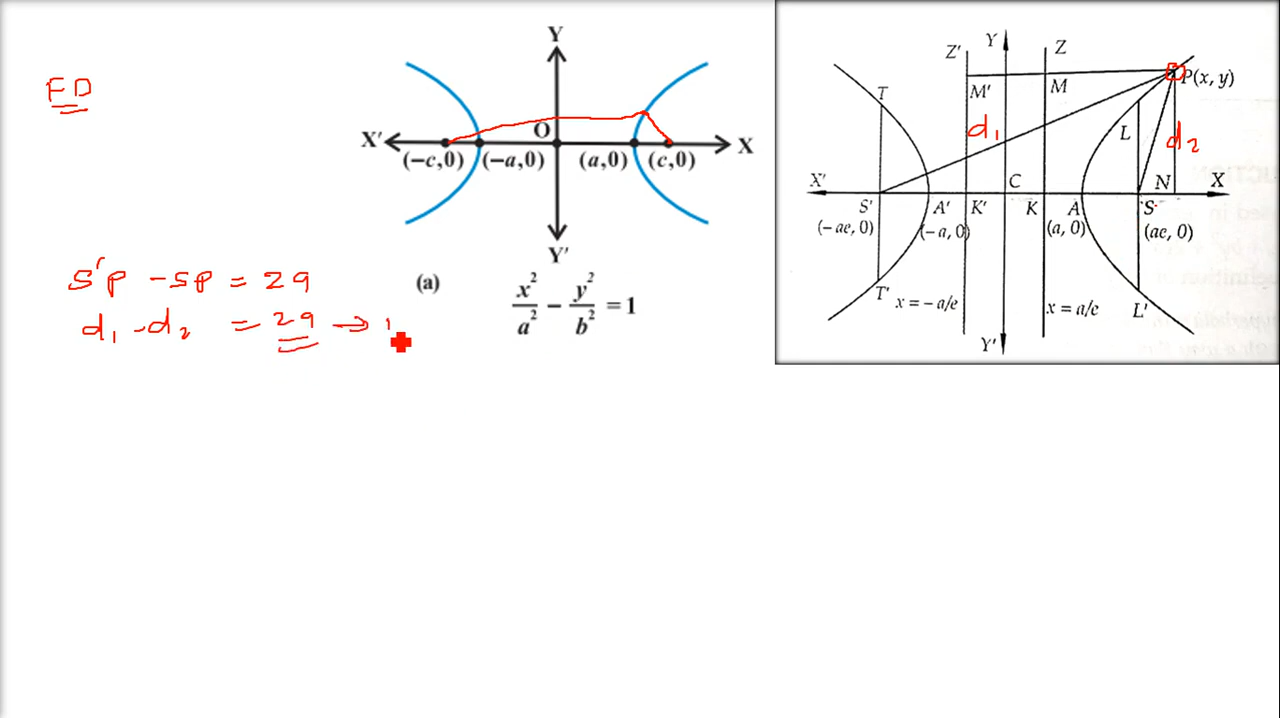 FD
S'P - SP = 2a
d₁ - d₂ = 2a →
Y
X' O X
(-c,0) (-a,0) (a,0) (c,0)
Y'
(a) x²/a² - y²/b² = 1
Z' Y Z
M' M P(x, y)
T
d₁ L d₂
X' C N X
S' A' K' K A S
(- ae, 0) (- a, 0) (a, 0) (ae, 0)
T' x = - a/e x = a/e L'
Y'